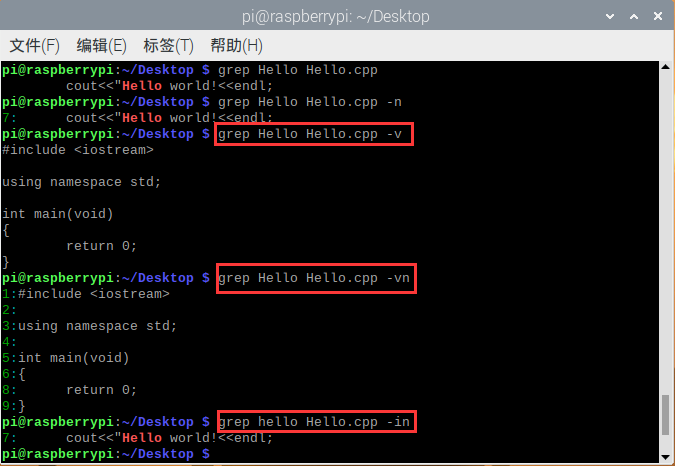 pi@raspberrypi: ~/Desktop
文件(F) 编辑(E) 标签(T) 帮助(H)
pi@raspberrypi:~/Desktop $ grep Hello Hello.cpp
        cout<<"Hello world!<<endl;
pi@raspberrypi:~/Desktop $ grep Hello Hello.cpp -n
7:      cout<<"Hello world!<<endl;
pi@raspberrypi:~/Desktop $ grep Hello Hello.cpp -v
#include <iostream>

using namespace std;

int main(void)
{
        return 0;
}
pi@raspberrypi:~/Desktop $ grep Hello Hello.cpp -vn
1:#include <iostream>
2:
3:using namespace std;
4:
5:int main(void)
6:{
8:      return 0;
9:}
pi@raspberrypi:~/Desktop $ grep hello Hello.cpp -in
7:      cout<<"Hello world!<<endl;
pi@raspberrypi:~/Desktop $